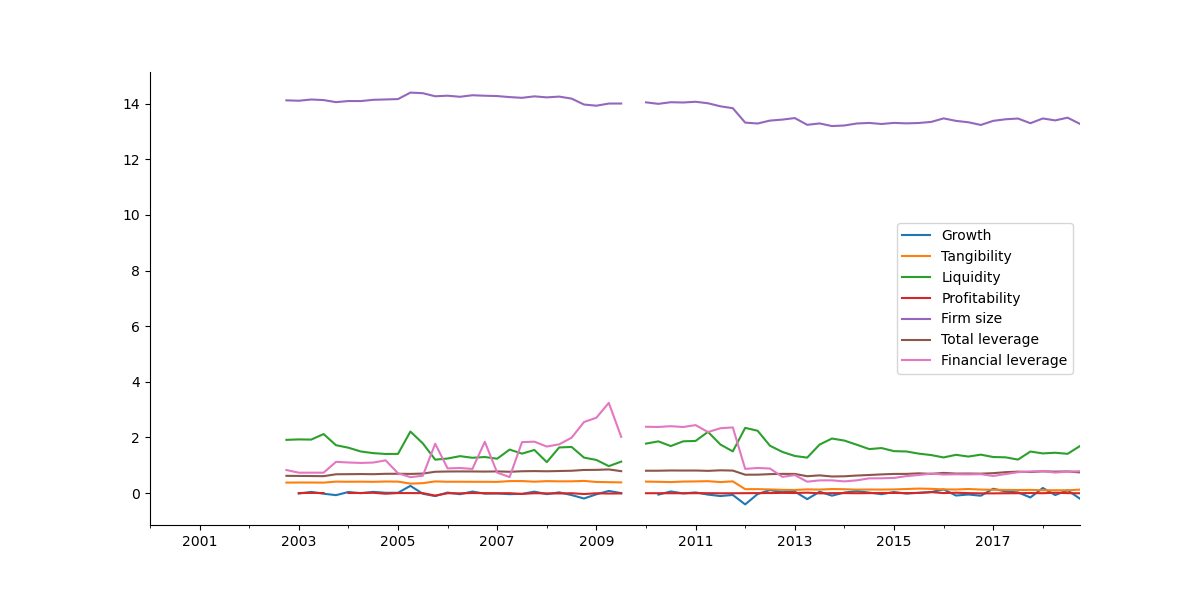 14
12
10
8
6
4
2
0
Growth
Tangibility
Liquidity
Profitability
Firm size
Total leverage
Financial leverage
2001 2003 2005 2007 2009 2011 2013 2015 2017